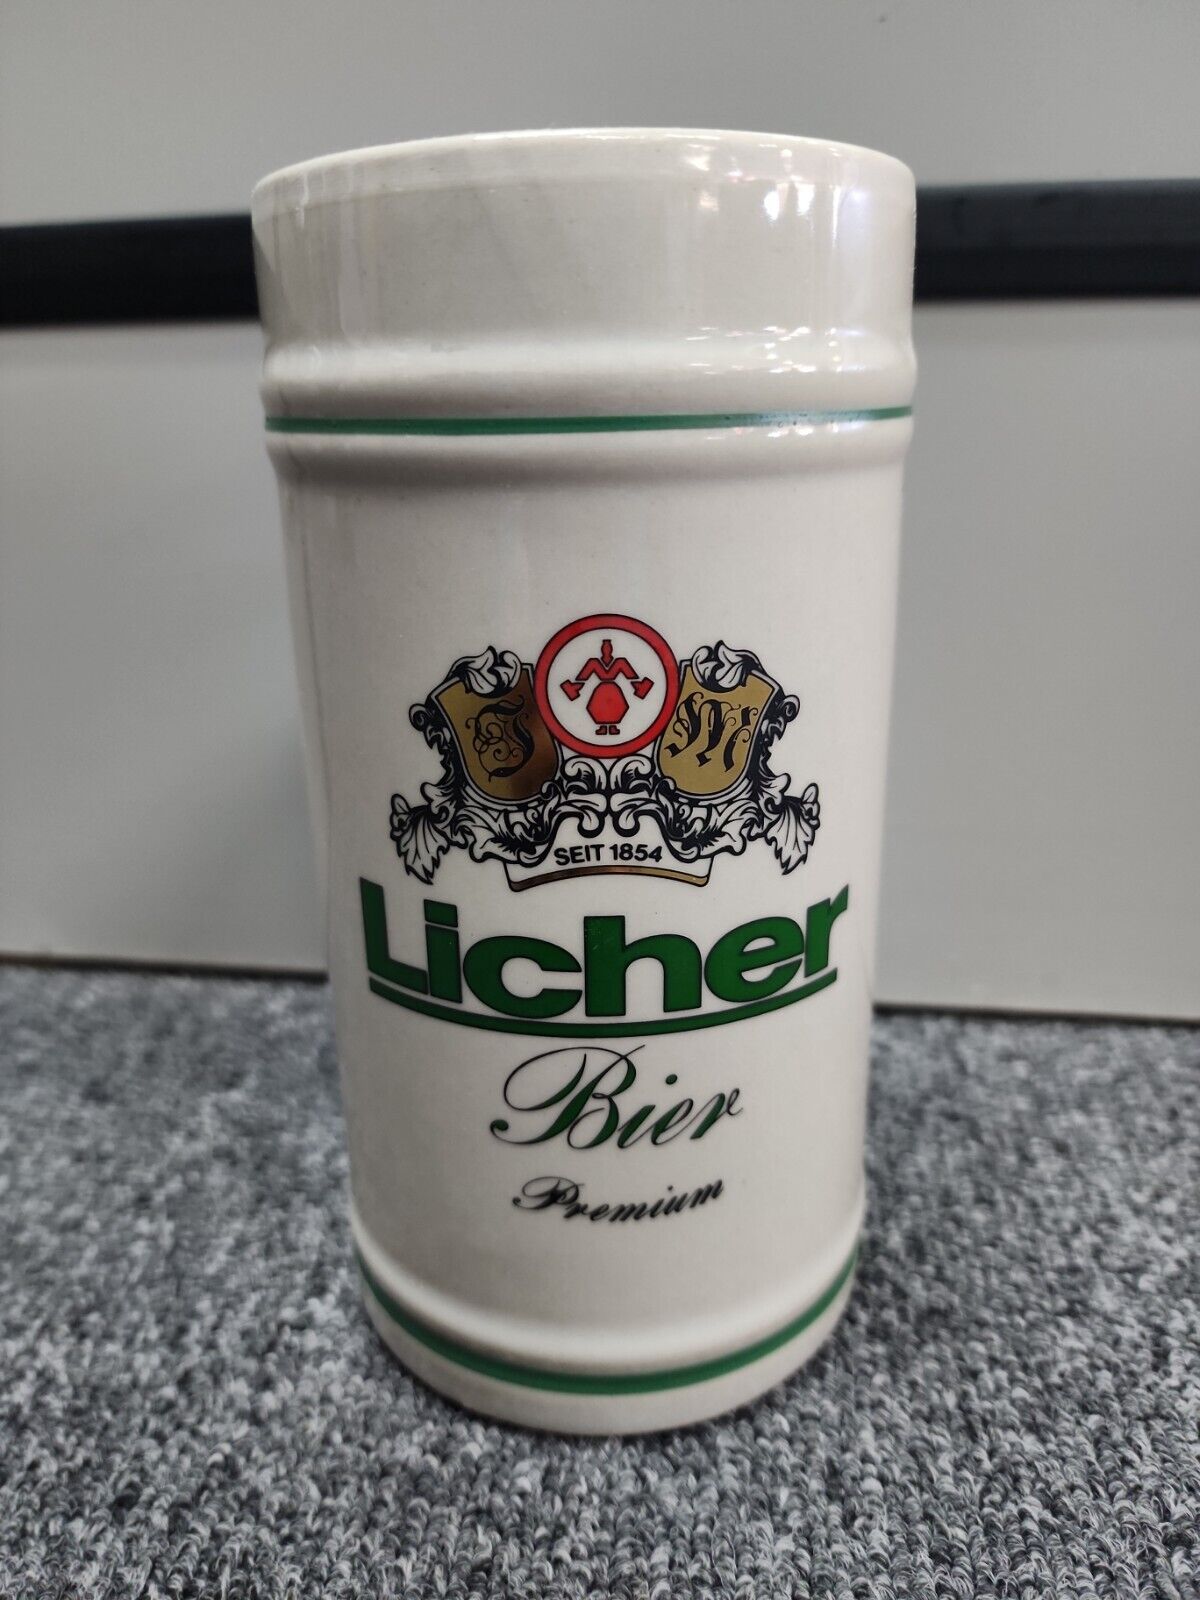 J M
SEIT 1854
Licher
Bier
Premium